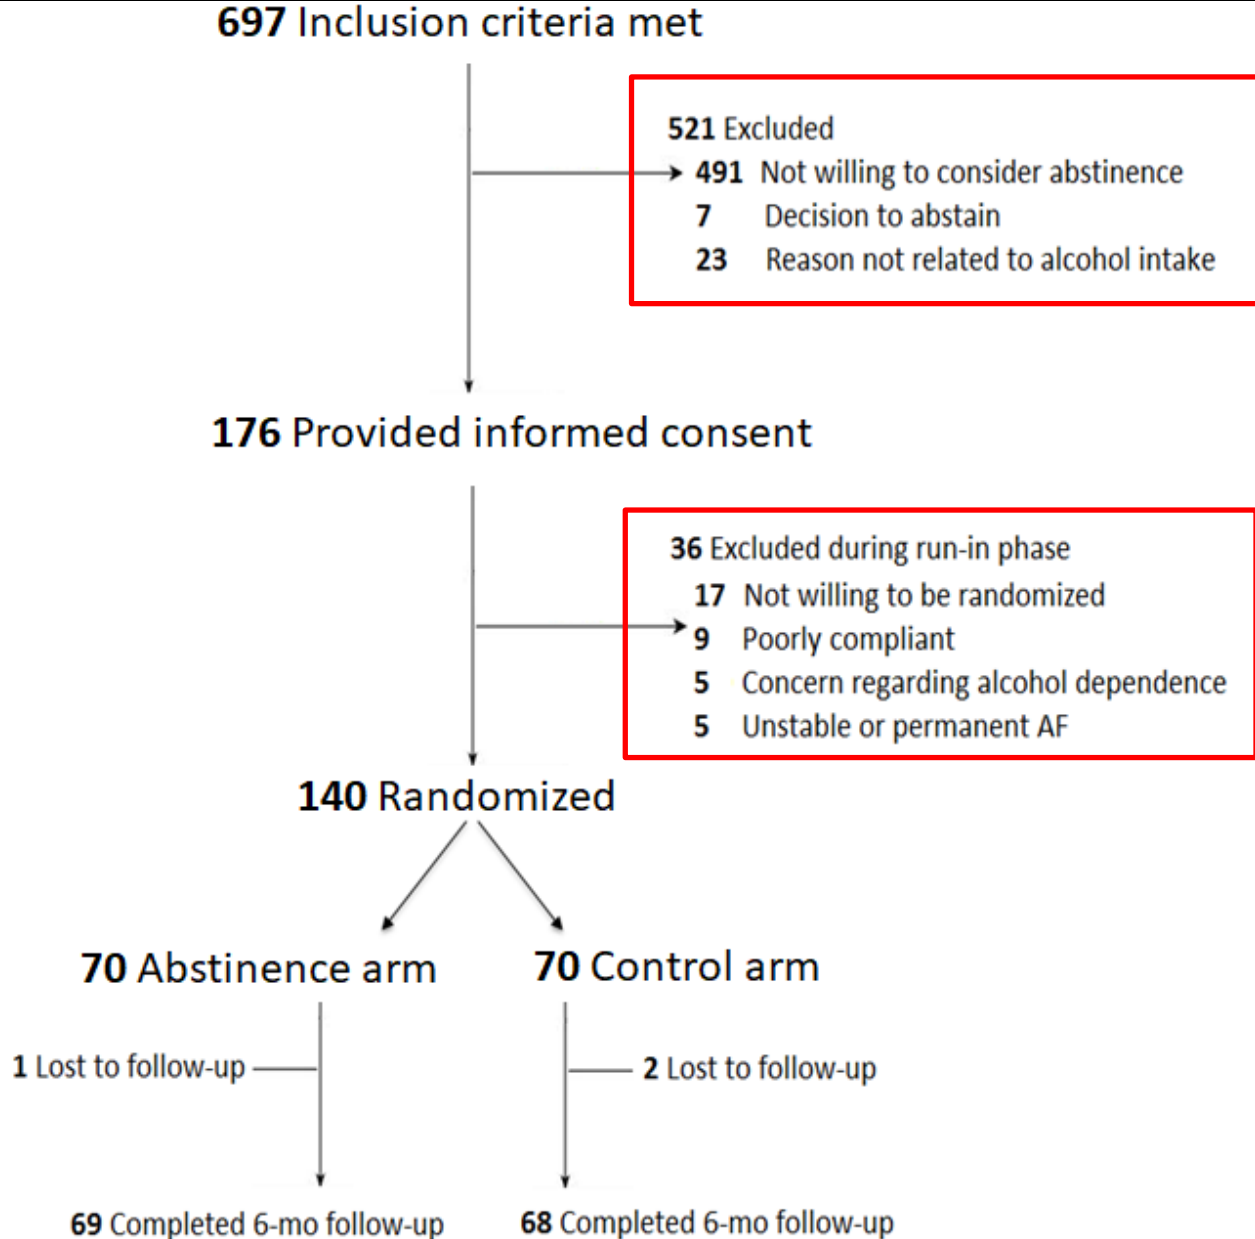 697 Inclusion criteria met
521 Excluded
491 Not willing to consider abstinence
7 Decision to abstain
23 Reason not related to alcohol intake
176 Provided informed consent
36 Excluded during run-in phase
17 Not willing to be randomized
9 Poorly compliant
5 Concern regarding alcohol dependence
5 Unstable or permanent AF
140 Randomized
70 Abstinence arm
70 Control arm
1 Lost to follow-up
2 Lost to follow-up
69 Completed 6-mo follow-up
68 Completed 6-mo follow-up